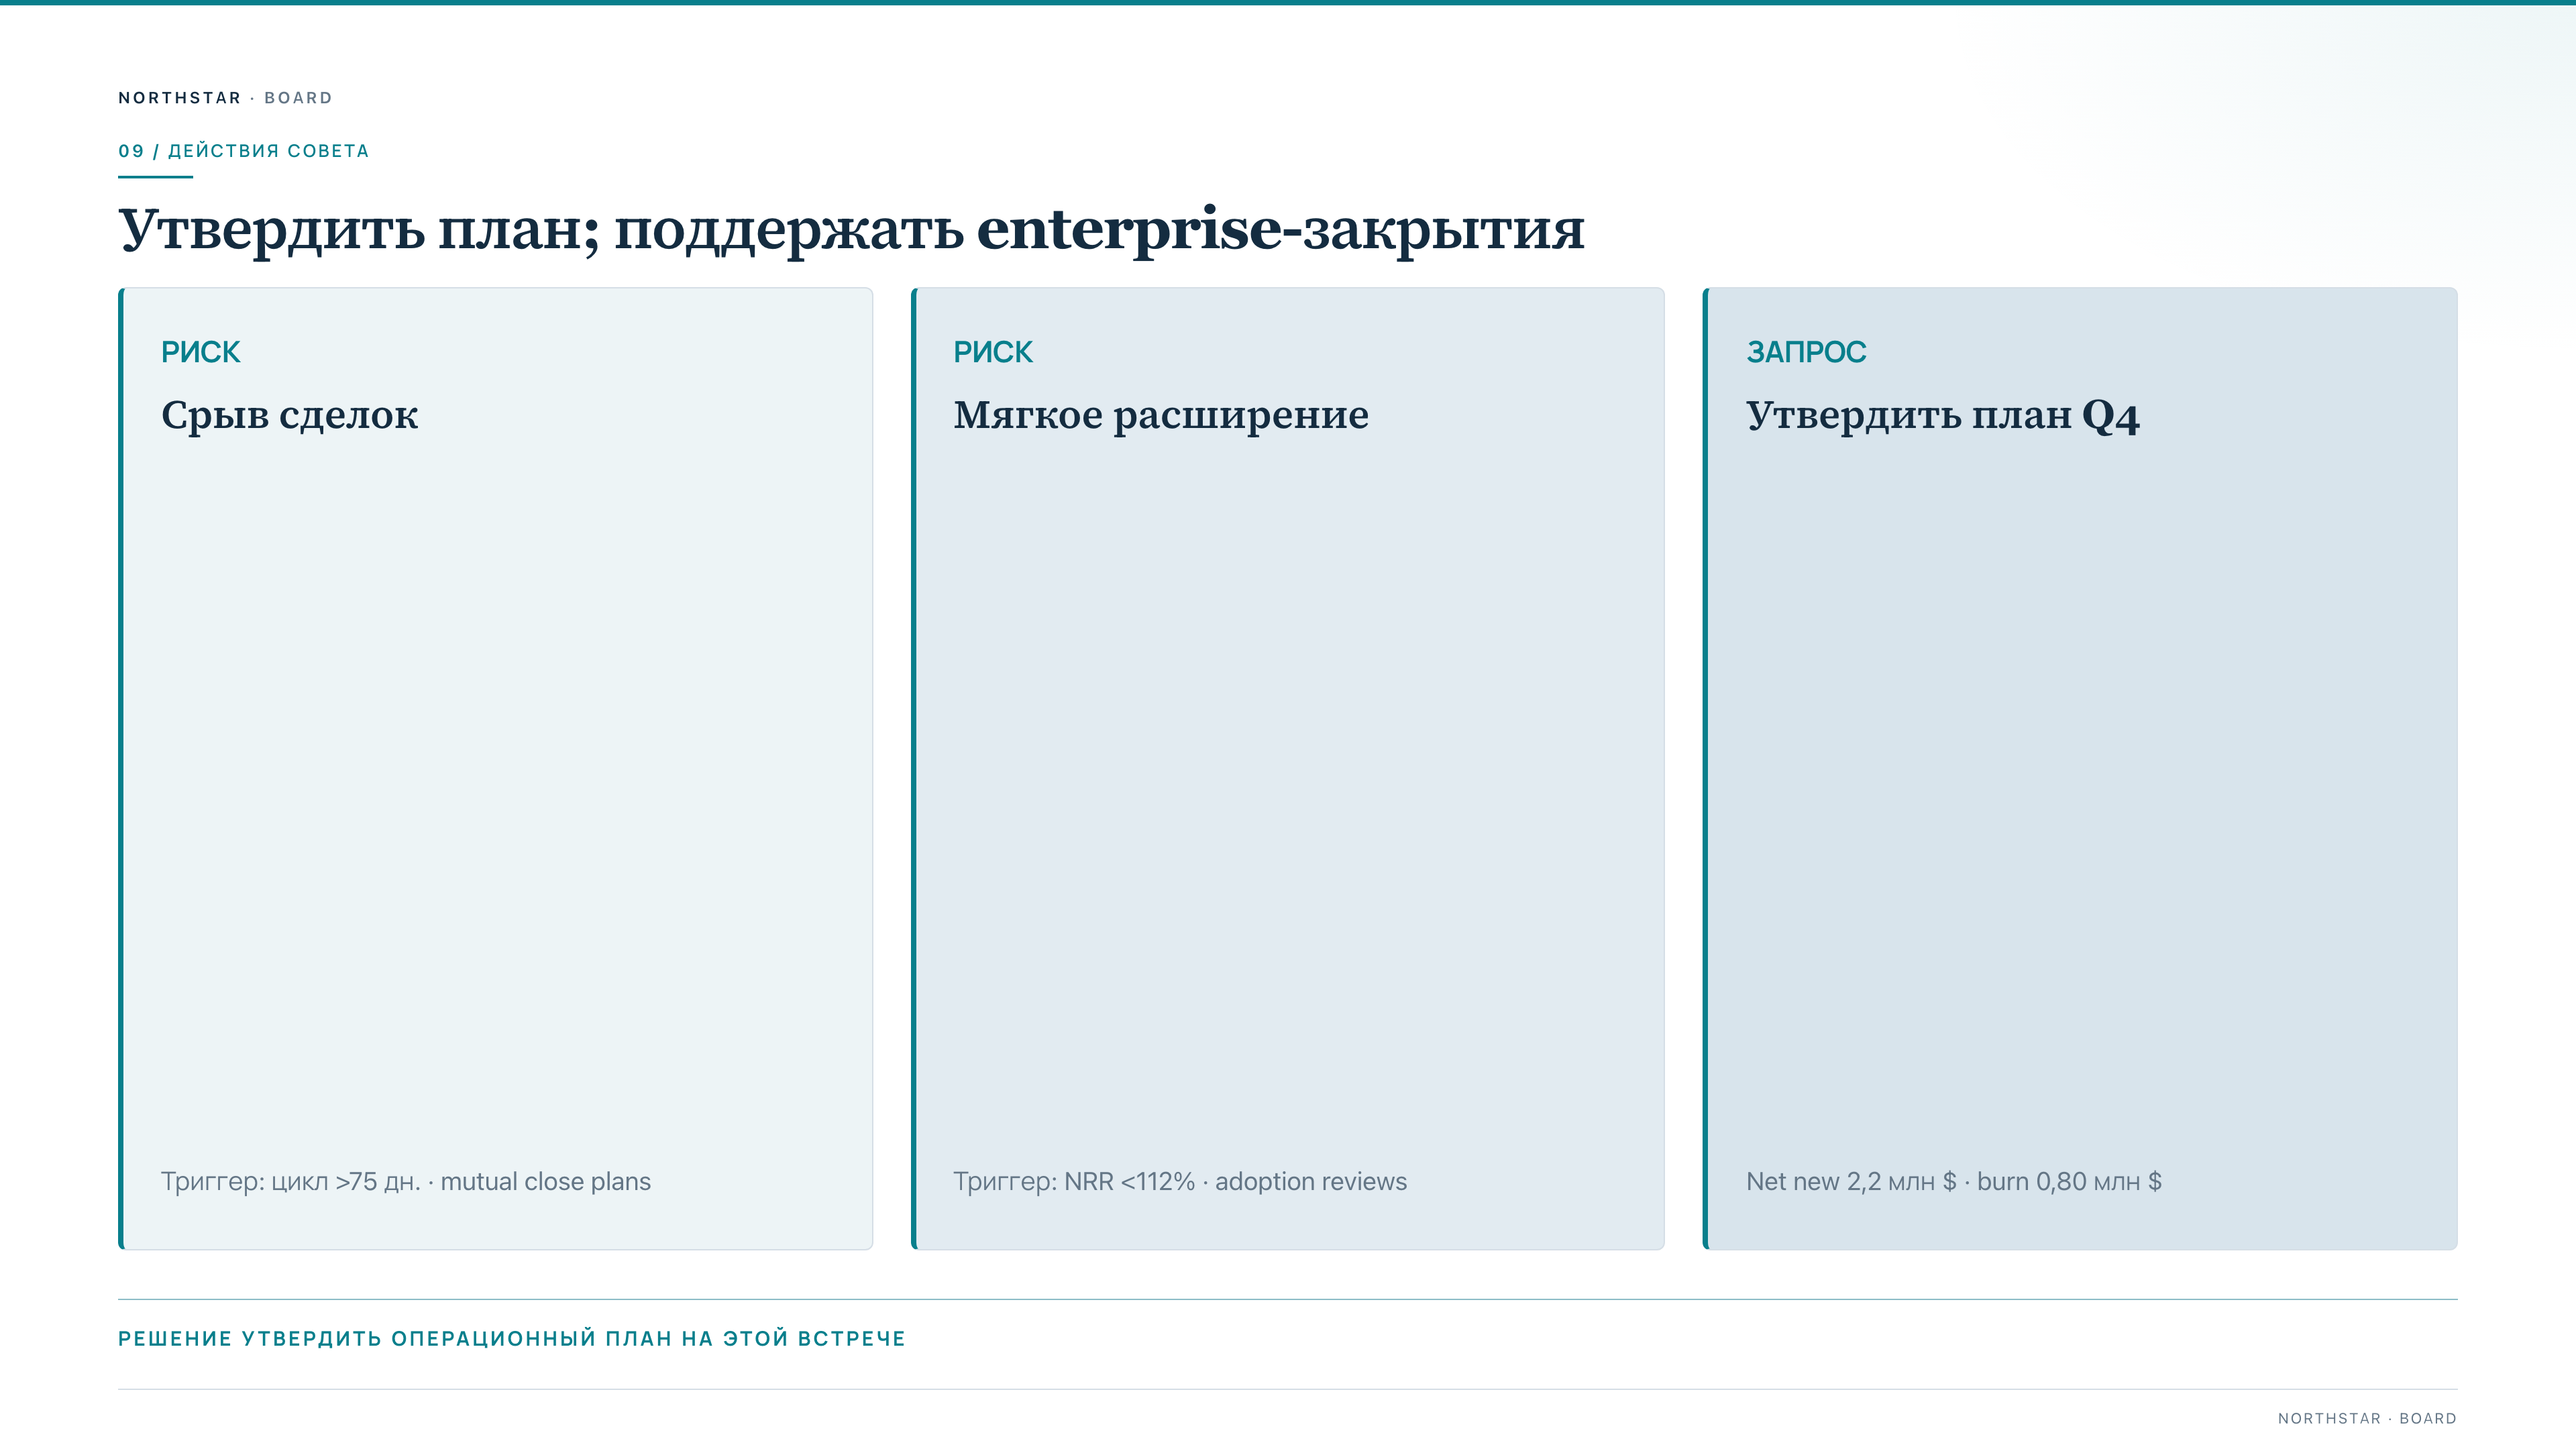 NORTHSTAR · BOARD
09 / ДЕЙСТВИЯ СОВЕТА
Утвердить план; поддержать enterprise-закрытия
РИСК
Срыв сделок
Триггер: цикл >75 дн. · mutual close plans
РИСК
Мягкое расширение
Триггер: NRR <112% · adoption reviews
ЗАПРОС
Утвердить план Q4
Net new 2,2 млн $ · burn 0,80 млн $
РЕШЕНИЕ УТВЕРДИТЬ ОПЕРАЦИОННЫЙ ПЛАН НА ЭТОЙ ВСТРЕЧЕ
NORTHSTAR · BOARD